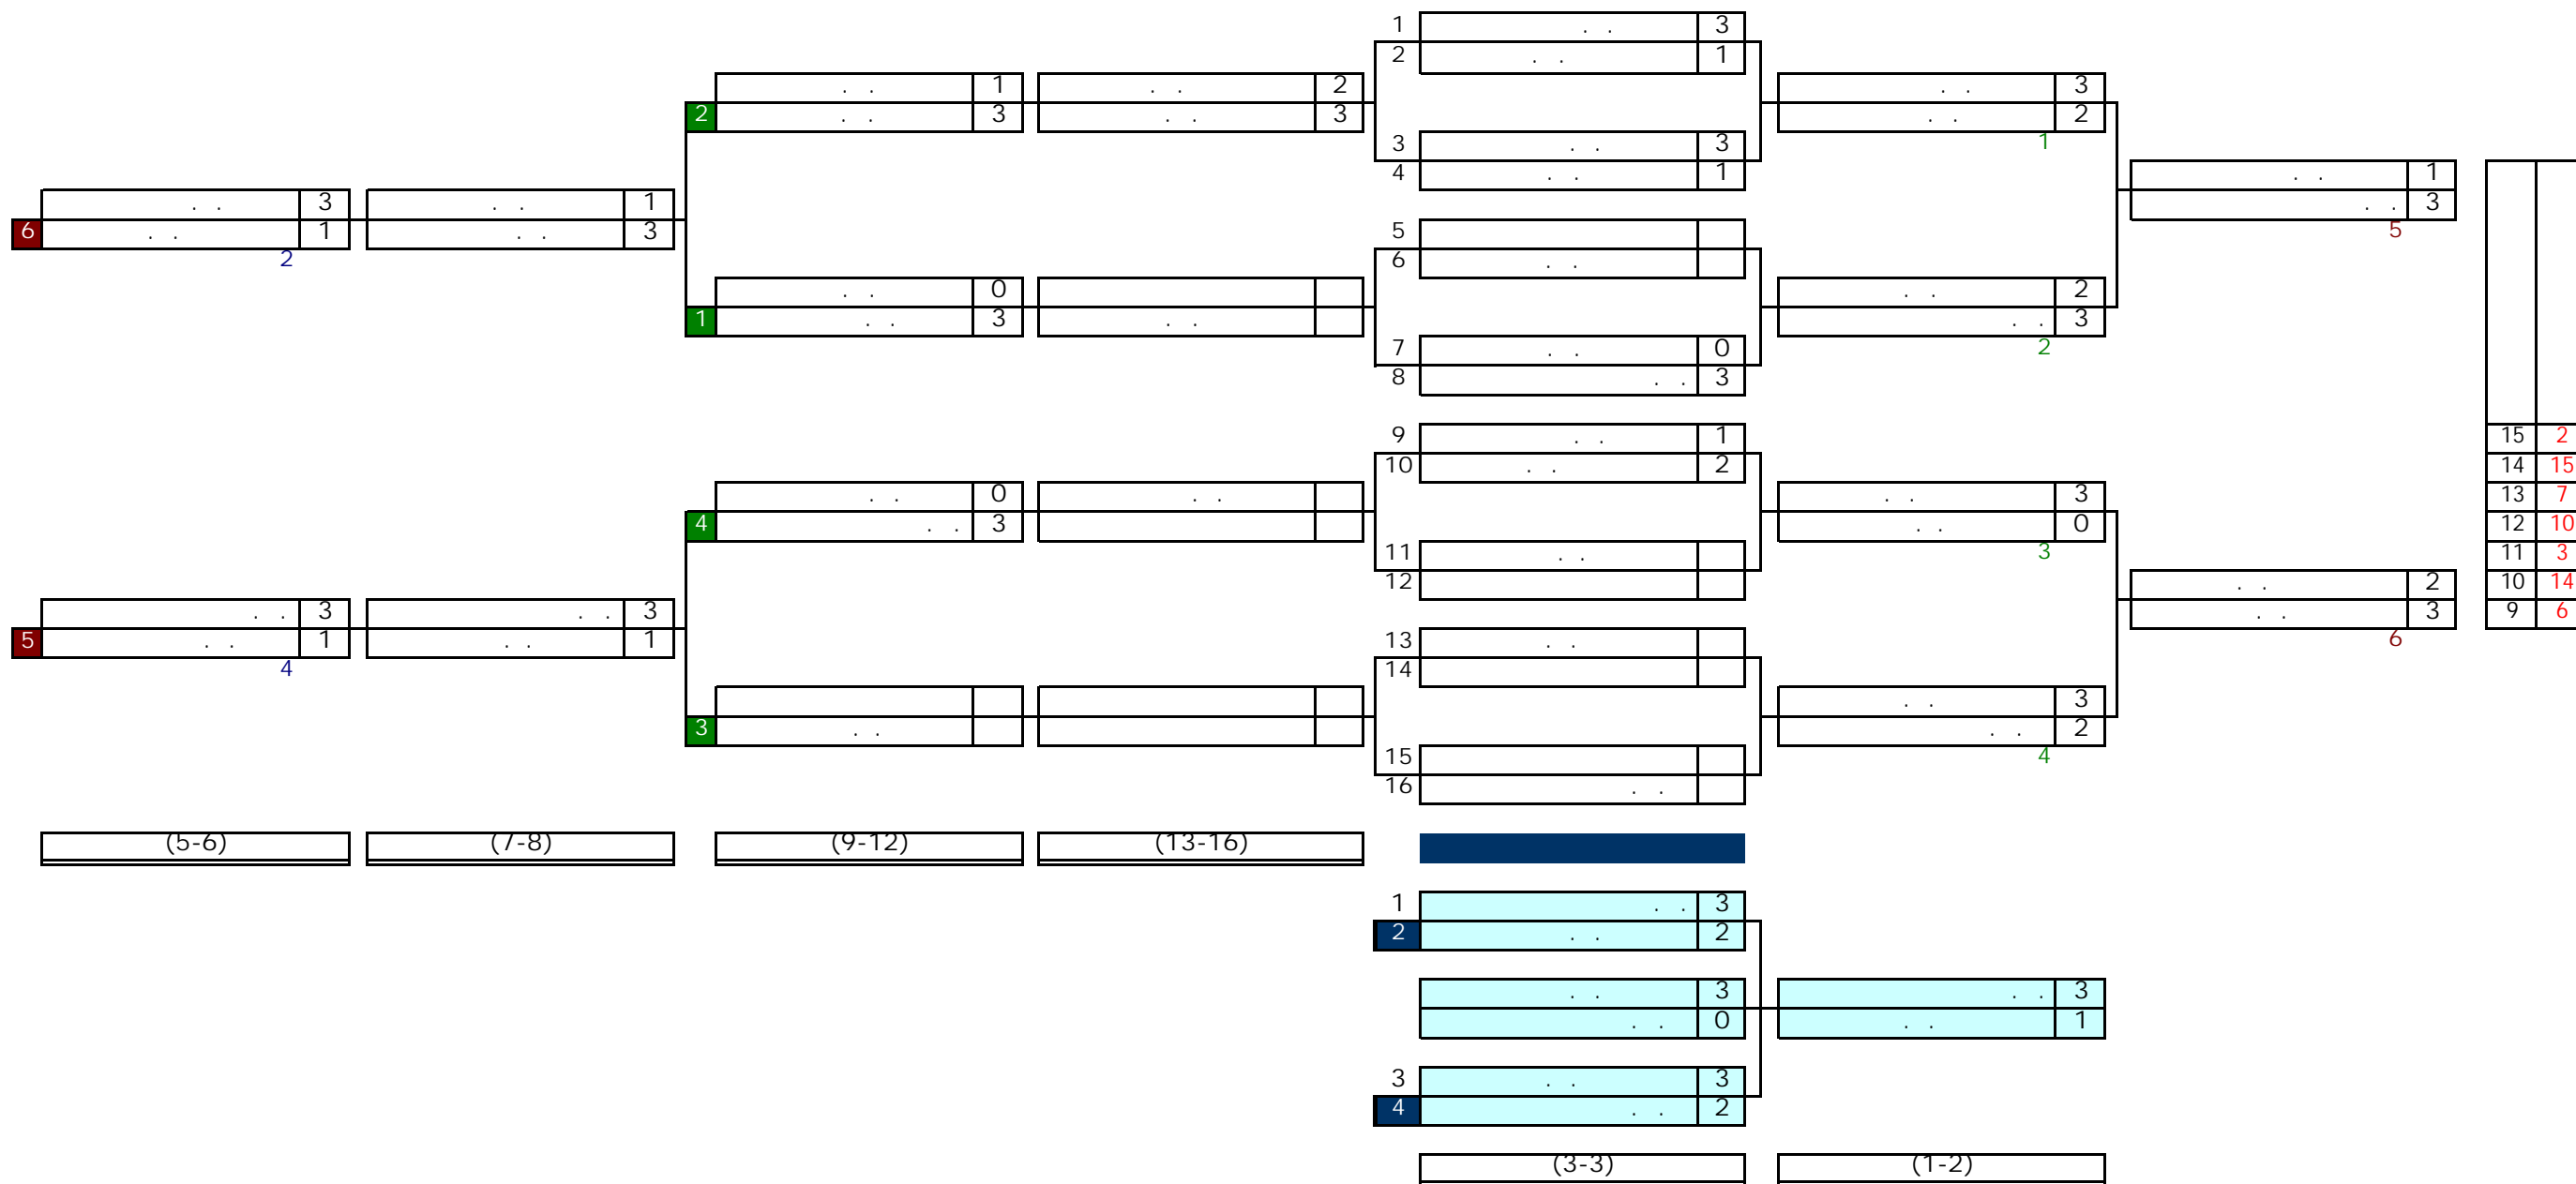 1 . . 3
2 . . 1
. . 1 . . 2 . . 3
2 . . 3 . . 3 . . 2
1
3 . . 3
4 . . 1
. . 1
. . 3 . . 1 . . 3
6 . . 1 . . 3 5 5
2 6 . .
. . 0 . . 2
1 . . 3 . . . . 3
7 . . 0 2
8 . . 3
9 . . 1 15 2
10 . . 2 14 15
. . 0 . . . . 3 13 7
4 . . 3 . . 0 12 10
11 . . 3 11 3
12 . . 2 10 14
. . 3 . . 3 . . 3 9 6
5 . . 1 . . 1 13 . . 6
4 14
. . 3
3 . . . . 2
15 4
16 . .
(5-6) (7-8) (9-12) (13-16)
1 . . 3
2 . . 2
. . 3 . . 3
. . 0 . . 1
3 . . 3
4 . . 2
(3-3) (1-2)